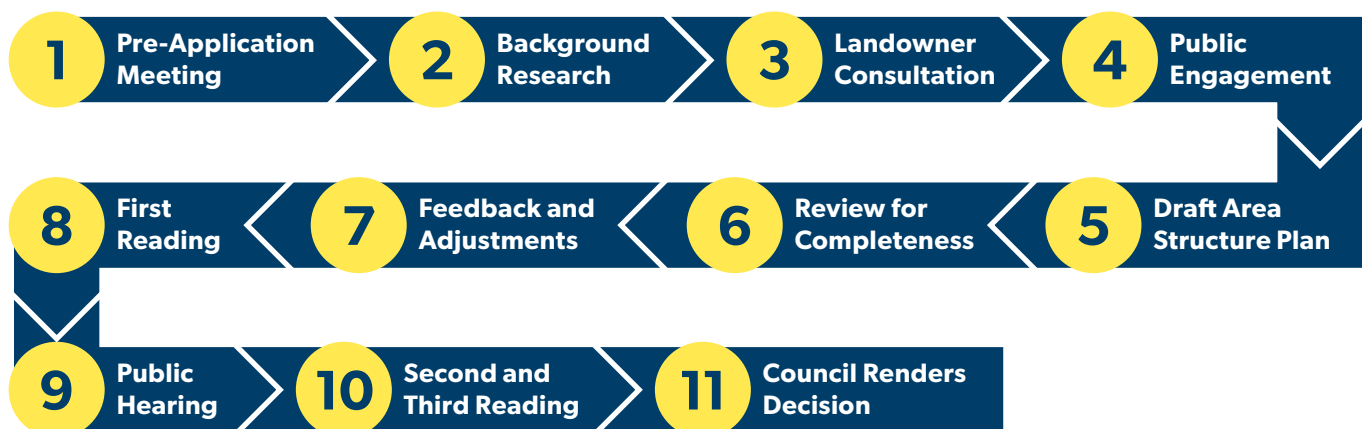 1
Pre-Application
Meeting
2
Background
Research
3
Landowner
Consultation
4
Public
Engagement
5
Draft Area
Structure Plan
6
Review for
Completeness
7
Feedback and
Adjustments
8
First
Reading
9
Public
Hearing
10
Second and
Third Reading
11
Council Renders
Decision